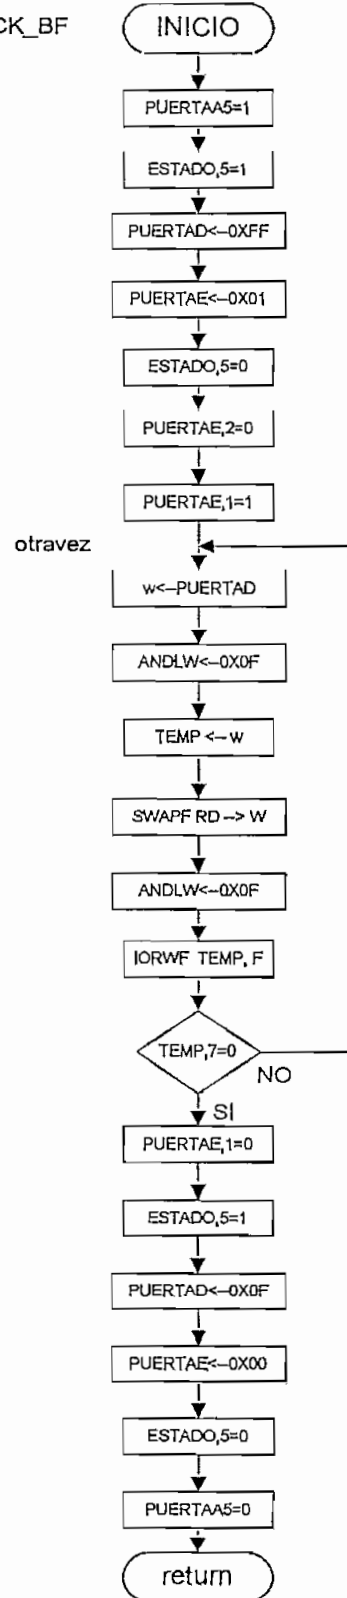 CK_BF
INICIO
PUERTAA5=1
ESTADO,5=1
PUERTAD<-0XFF
PUERTAE<-0X01
ESTADO,5=0
PUERTAE,2=0
PUERTAE,1=1
otravez
w<-PUERTAD
ANDLW<-0X0F
TEMP <- W
SWAPF RD -> W
ANDLW<-0X0F
IORWF TEMP, F
TEMP,7=0
NO
SI
PUERTAE,1=0
ESTADO,5=1
PUERTAD<-0X0F
PUERTAE<-0X00
ESTADO,5=0
PUERTAA5=0
return